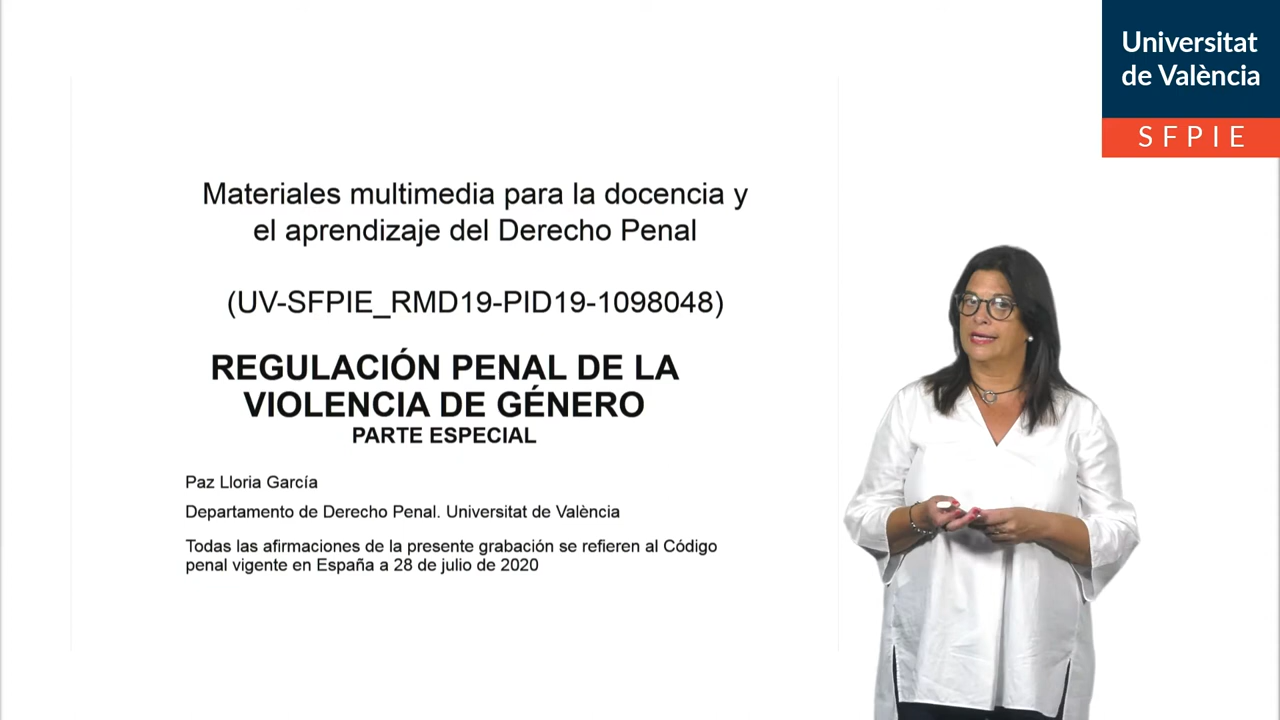 Universitat
de València
SFPIE
Materiales multimedia para la docencia y
el aprendizaje del Derecho Penal
(UV-SFPIE_RMD19-PID19-1098048)
REGULACIÓN PENAL DE LA
VIOLENCIA DE GÉNERO
PARTE ESPECIAL
Paz Lloria García
Departamento de Derecho Penal. Universitat de València
Todas las afirmaciones de la presente grabación se refieren al Código
penal vigente en España a 28 de julio de 2020